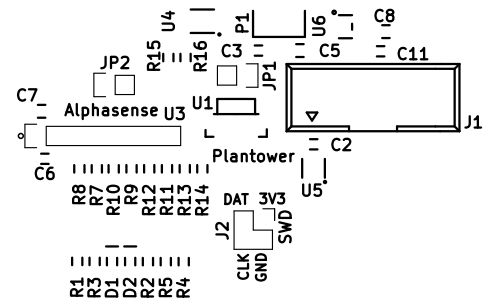 U4
P1
U6
C8
R15
R16
C3
C5
C11
JP2
JP1
C7
Alphasense
U3
U1
J1
C6
Plantower
C2
U5
R8
R7
R10
R9
R12
R11
R13
R14
DAT
3V3
J2
SWD
CLK
GND
R1
R3
D1
D2
R2
R5
R4